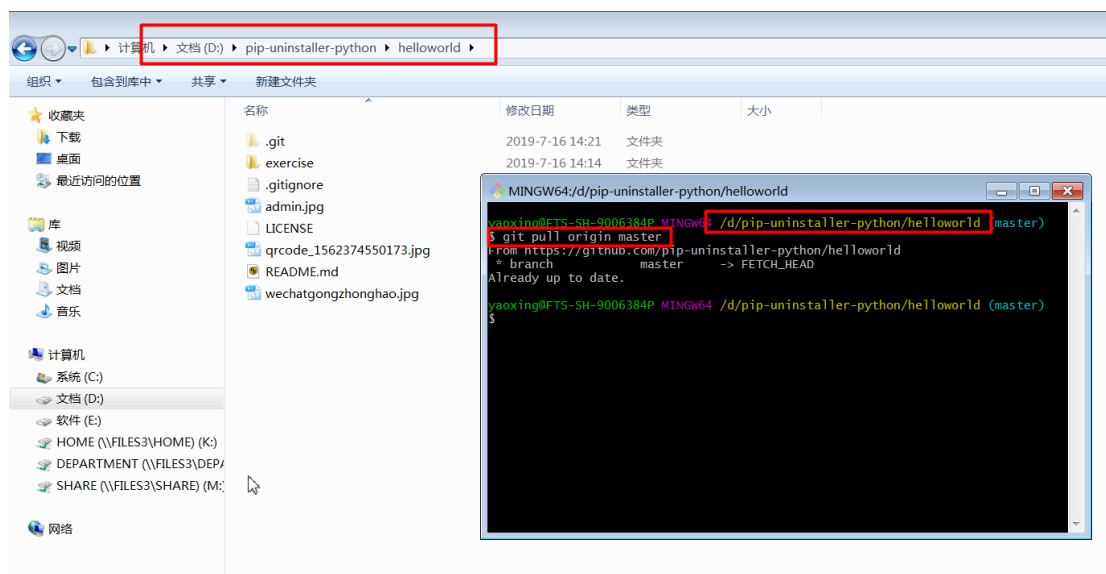 计算机 文档 (D:) pip-uninstaller-python helloworld
组织 包含到库中 共享 新建文件夹
收藏夹
下载
桌面
最近访问的位置
库
视频
图片
文档
音乐
计算机
系统 (C:)
文档 (D:)
软件 (E:)
HOME (\\FILES3\HOME) (K:)
DEPARTMENT (\\FILES3\DEPA
SHARE (\\FILES3\SHARE) (M:
网络
名称 修改日期 类型 大小
.git 2019-7-16 14:21 文件夹
exercise 2019-7-16 14:14 文件夹
.gitignore
admin.jpg
LICENSE
qrcode_1562374550173.jpg
README.md
wechatgongzhonghao.jpg
MINGW64:/d/pip-uninstaller-python/helloworld
yaoxing@FTS-SH-9006384P MINGW64 /d/pip-uninstaller-python/helloworld (master)
$ git pull origin master
From https://github.com/pip-uninstaller-python/helloworld
* branch master -> FETCH_HEAD
Already up to date.
yaoxing@FTS-SH-9006384P MINGW64 /d/pip-uninstaller-python/helloworld (master)
$